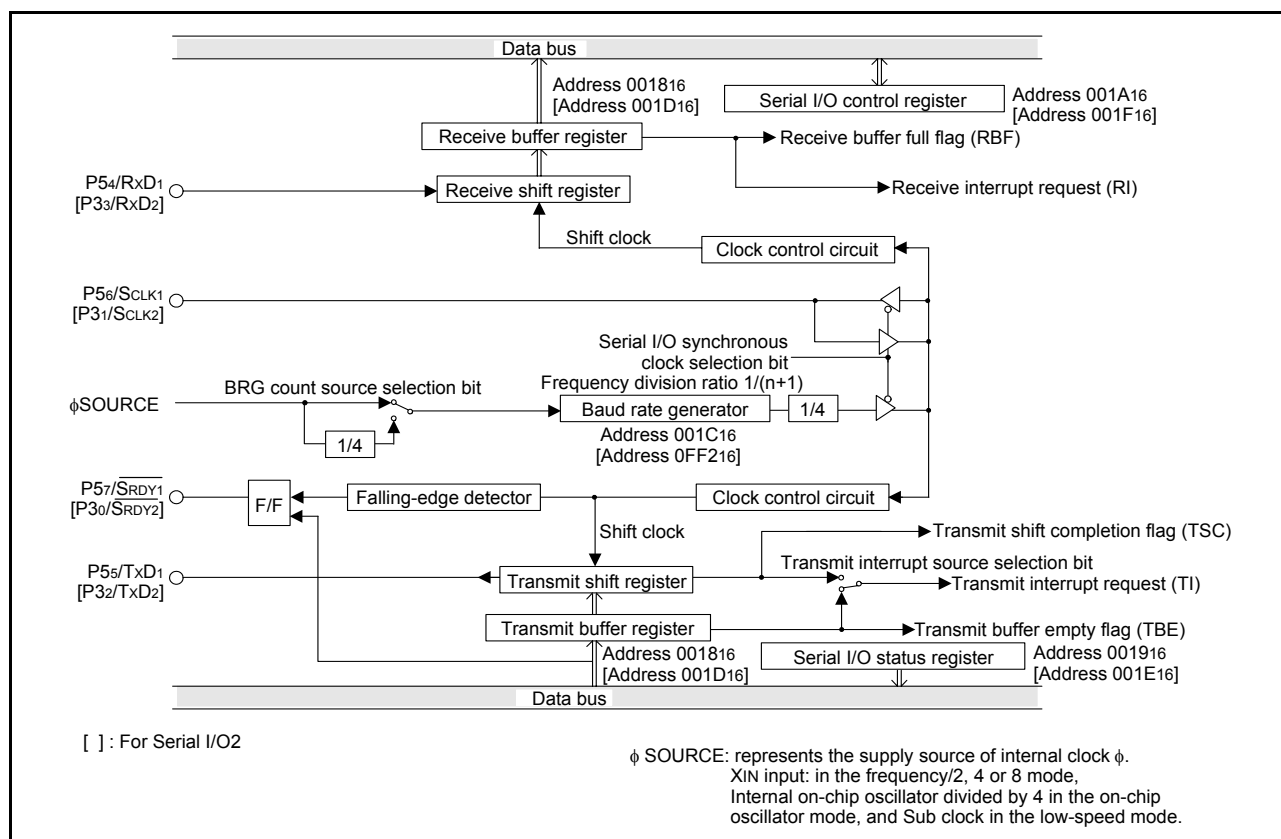 Data bus
Address 001816
[Address 001D16]
Serial I/O control register
Address 001A16
[Address 001F16]
Receive buffer register
Receive buffer full flag (RBF)
P54/RxD1
[P33/RxD2]
Receive shift register
Receive interrupt request (RI)
Shift clock
Clock control circuit
P56/SCLK1
[P31/SCLK2]
Serial I/O synchronous
clock selection bit
BRG count source selection bit
Frequency division ratio 1/(n+1)
ϕSOURCE
Baud rate generator
1/4
1/4
Address 001C16
[Address 0FF216]
P57/SRDY1
[P30/SRDY2]
F/F
Falling-edge detector
Clock control circuit
Shift clock
Transmit shift completion flag (TSC)
P55/TxD1
[P32/TxD2]
Transmit shift register
Transmit interrupt source selection bit
Transmit interrupt request (TI)
Transmit buffer register
Transmit buffer empty flag (TBE)
Address 001816
[Address 001D16]
Serial I/O status register
Address 001916
[Address 001E16]
Data bus
[ ] : For Serial I/O2
ϕ SOURCE: represents the supply source of internal clock ϕ.
XIN input: in the frequency/2, 4 or 8 mode,
Internal on-chip oscillator divided by 4 in the on-chip
oscillator mode, and Sub clock in the low-speed mode.